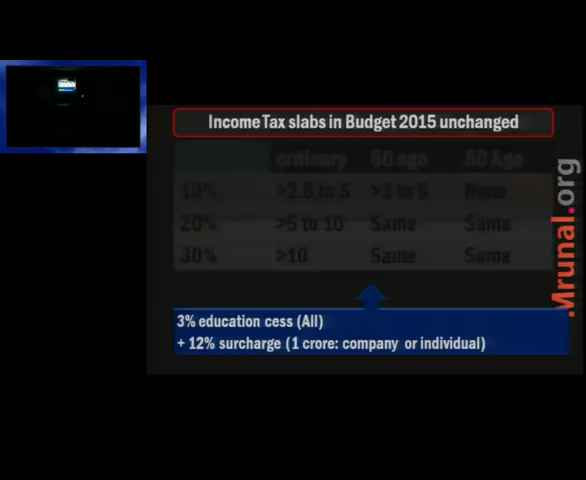 Income Tax slabs in Budget 2015 unchanged
ordinary 60 age 80 Age
10% >2.5 to 5 >3 to 5 None
20% >5 to 10 Same Same
30% >10 Same Same
3% education cess (All)
+ 12% surcharge (1 crore: company or individual)
.Mrunal.org